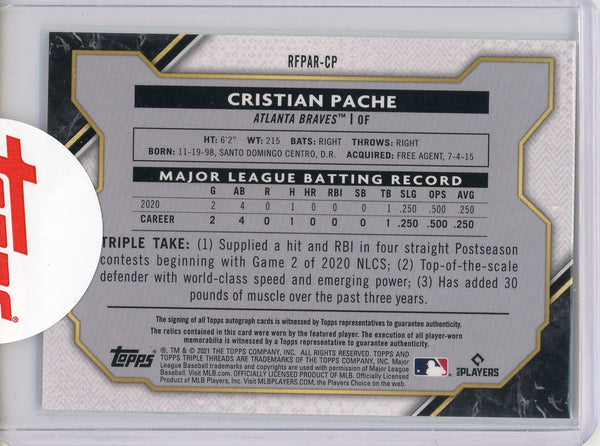 RFPAR-CP
CRISTIAN PACHE
ATLANTA BRAVES™ | OF
HT: 6'2" WT: 215 BATS: RIGHT THROWS: RIGHT
BORN: 11-19-98, SANTO DOMINGO CENTRO, D.R. ACQUIRED: FREE AGENT, 7-4-15
MAJOR LEAGUE BATTING RECORD
G AB R H HR RBI SB TB SLG OPS AVG
2020 2 4 0 1 0 0 0 1 .250 .500 .250
CAREER 2 4 0 1 0 0 0 1 .250 .500 .250
TRIPLE TAKE: (1) Supplied a hit and RBI in four straight Postseason
contests beginning with Game 2 of 2020 NLCS; (2) Top-of-the-scale
defender with world-class speed and emerging power; (3) Has added 30
pounds of muscle over the past three years.
The signing of all Topps autograph cards is witnessed by Topps representatives to guarantee authenticity.
The relics contained in this card were worn by the featured player. The execution of all player-worn
memorabilia is witnessed by Topps representatives to guarantee authenticity.
Topps ®, TM & © 2021 THE TOPPS COMPANY, INC. ALL RIGHTS RESERVED. TOPPS
AND TOPPS TRIPLE THREADS ARE TRADEMARKS OF THE TOPPS COMPANY, INC. Major
League Baseball trademarks and copyrights are used with permission of Major League
Baseball. Visit MLB.com. OFFICIALLY LICENSED PRODUCT OF MLB PLAYERS, INC. Officially Licensed
Product of MLB Players, Inc. Visit MLBPLAYERS.com, the Players Choice on the web.
PLAYERS